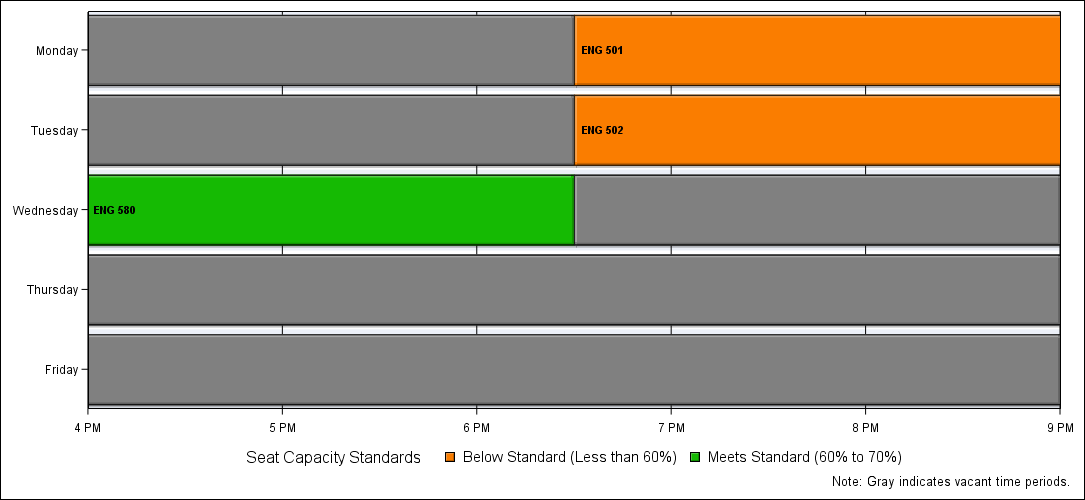 Monday
ENG 501
Tuesday
ENG 502
Wednesday
ENG 580
Thursday
Friday
4 PM 5 PM 6 PM 7 PM 8 PM 9 PM
Seat Capacity Standards Below Standard (Less than 60%) Meets Standard (60% to 70%)
Note: Gray indicates vacant time periods.